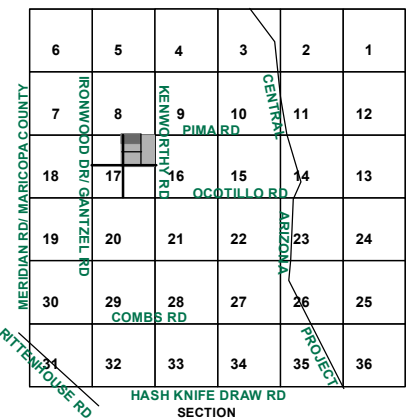 6 5 4 3 2 1
7 8 9 10 11 12
18 17 16 15 14 13
19 20 21 22 23 24
30 29 28 27 26 25
31 32 33 34 35 36
MERIDIAN RD/ MARICOPA COUNTY
IRONWOOD DR/ GANTZEL RD
KENWORTHY RD
CENTRAL
ARIZONA
PROJECT
PIMA RD
OCOTILLO RD
COMBS RD
RITTENHOUSE RD
HASH KNIFE DRAW RD
SECTION